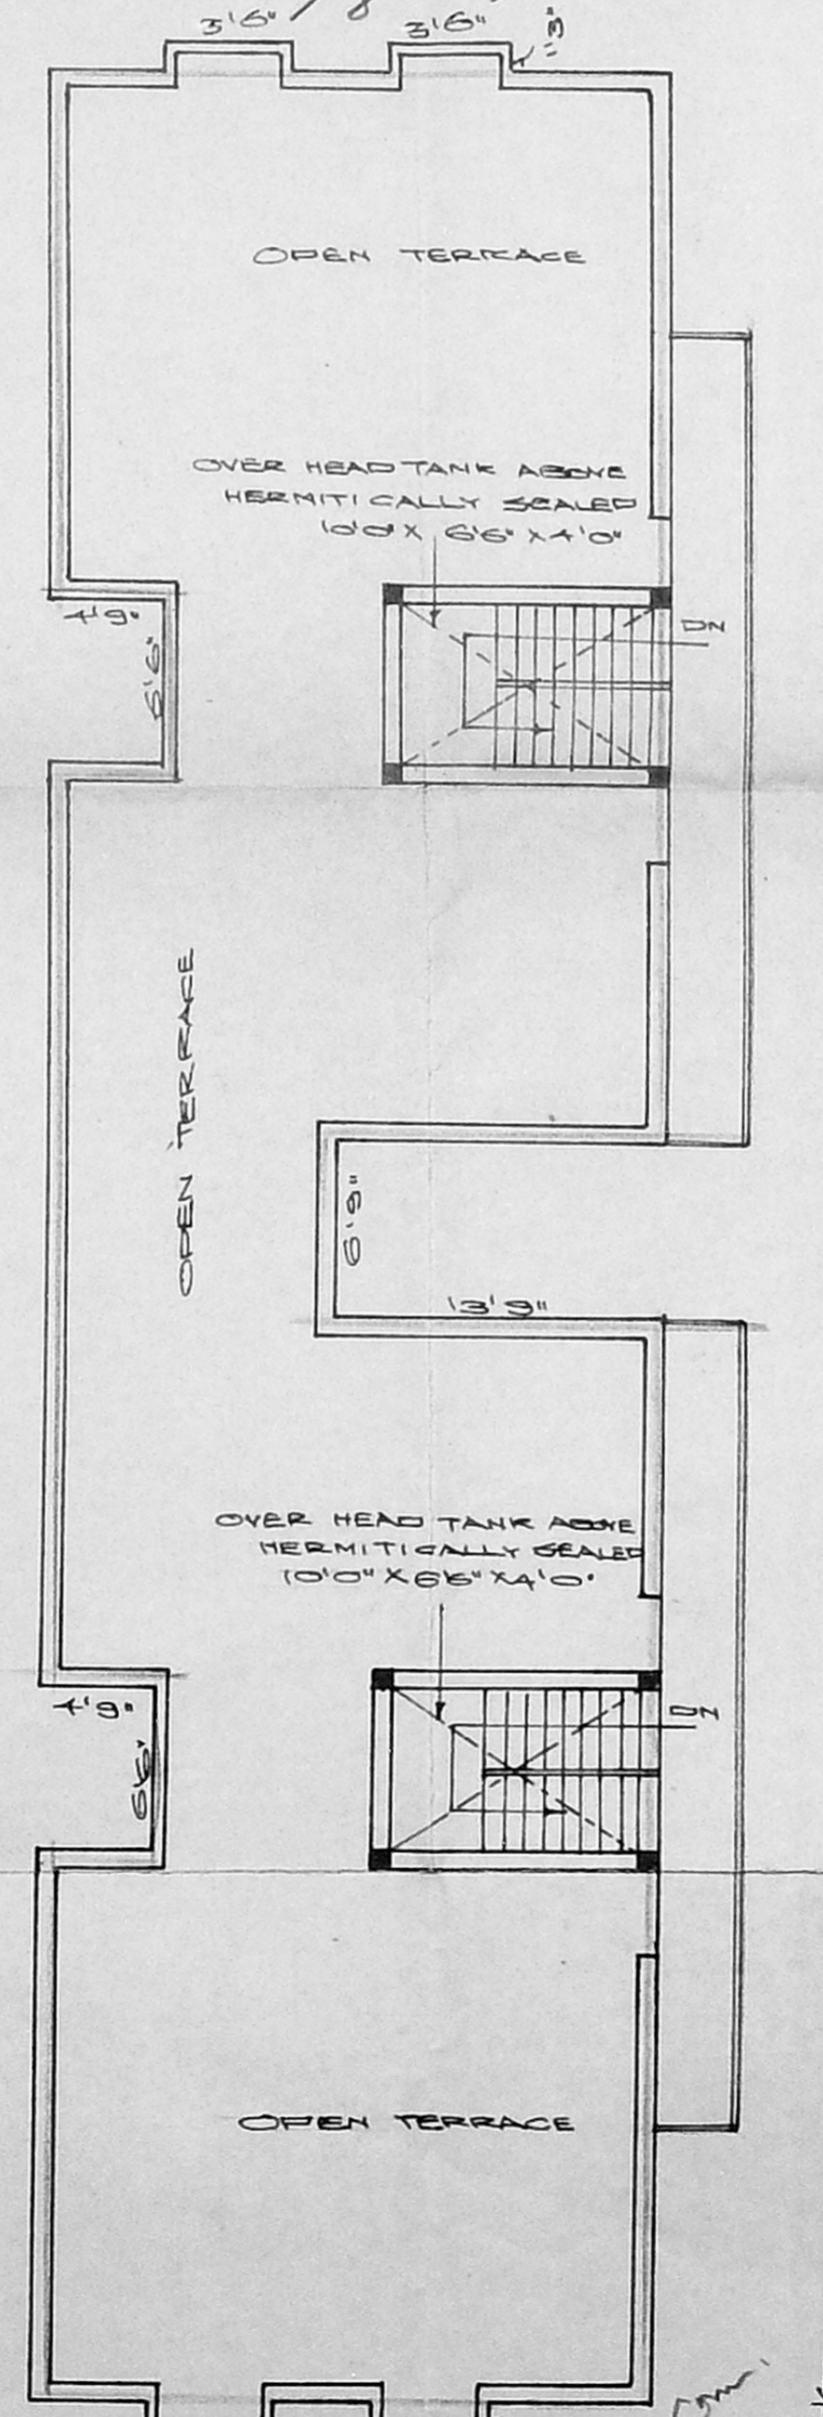 3'6"
3'6"
1'3"
OPEN TERRACE
OVER HEAD TANK ABOVE
HERMITICALLY SEALED
10'0" X 6'6" X 4'0"
DN
4'9"
6'6"
OPEN TERRACE
6'9"
13'9"
OVER HEAD TANK ABOVE
HERMITICALLY SEALED
10'0" X 6'6" X 4'0"
DN
4'9"
6'6"
OPEN TERRACE